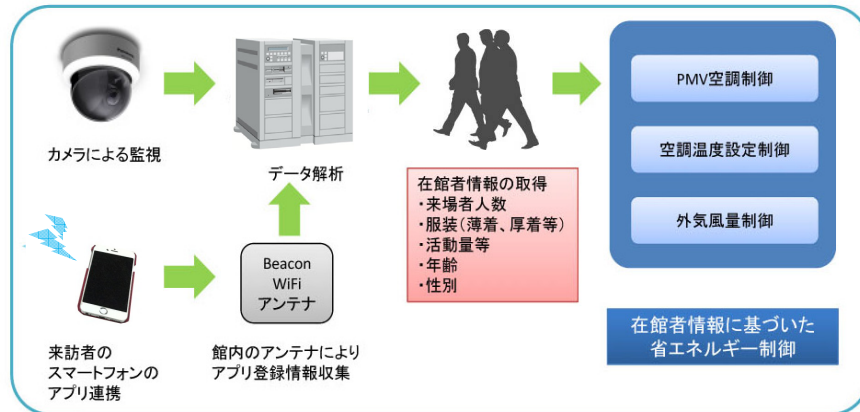 カメラによる監視
データ解析
来訪者の
スマートフォンの
アプリ連携
Beacon
WiFi
アンテナ
館内のアンテナにより
アプリ登録情報収集
在館者情報の取得
・来場者人数
・服装（薄着、厚着等）
・活動量等
・年齢
・性別
PMV空調制御
空調温度設定制御
外気風量制御
在館者情報に基づいた
省エネルギー制御